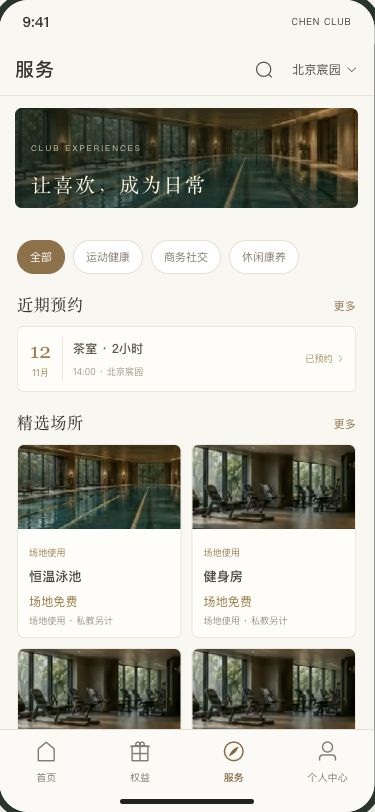 9:41
CHEN CLUB
服务
北京宸园
CLUB EXPERIENCES
让喜欢，成为日常
全部
运动健康
商务社交
休闲康养
近期预约
更多
12
11月
茶室 · 2小时
14:00 · 北京宸园
已预约
精选场所
更多
场地使用
恒温泳池
场地免费
场地使用 · 私教另计
场地使用
健身房
场地免费
场地使用 · 私教另计
首页
权益
服务
个人中心